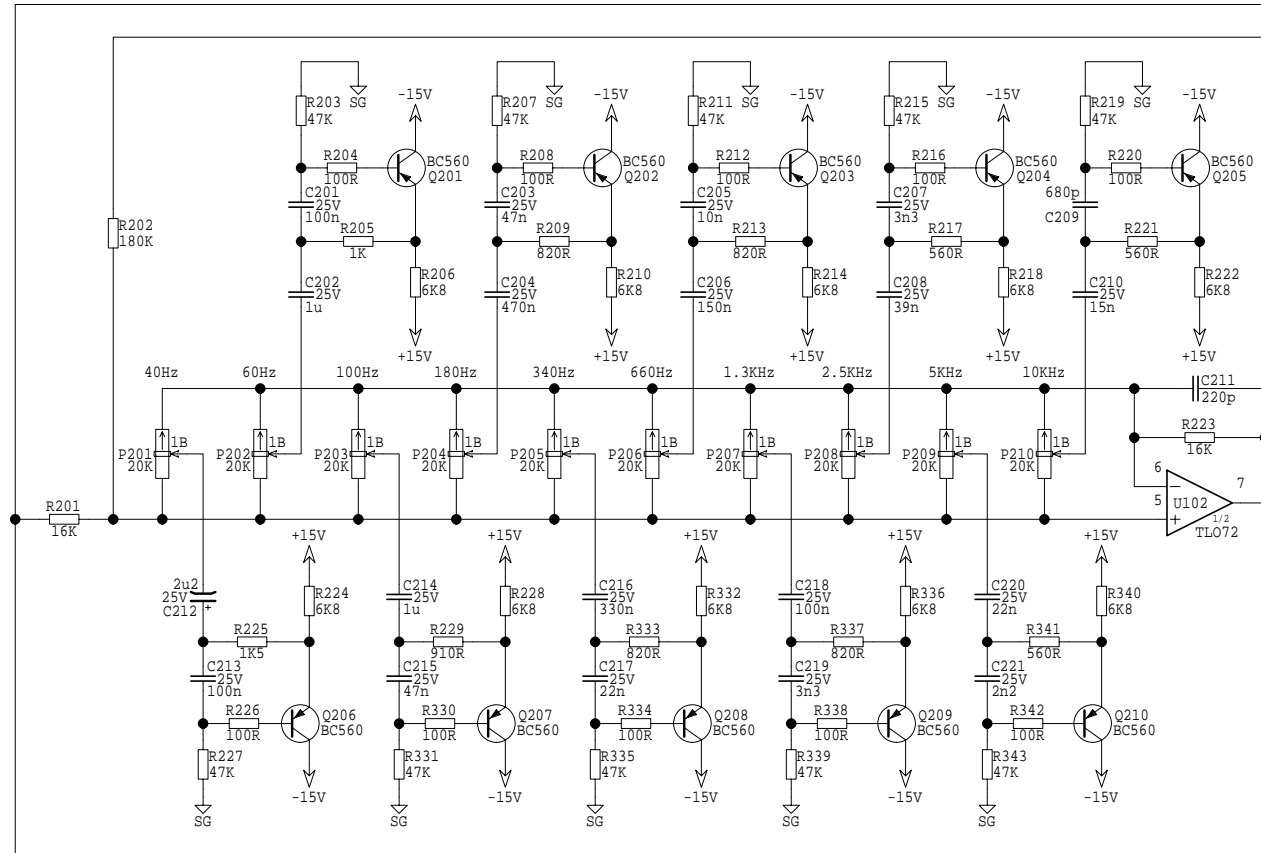 SG
R203
47K
-15V
R204
100R
BC560
Q201
C201
25V
100n
R205
1K
R206
6K8
C202
25V
1u
+15V
SG
R207
47K
-15V
R208
100R
BC560
Q202
C203
25V
47n
R209
820R
R210
6K8
C204
25V
470n
+15V
SG
R211
47K
-15V
R212
100R
BC560
Q203
C205
25V
10n
R213
820R
R214
6K8
C206
25V
150n
+15V
SG
R215
47K
-15V
R216
100R
BC560
Q204
C207
25V
3n3
R217
560R
R218
6K8
C208
25V
39n
+15V
SG
R219
47K
-15V
R220
100R
BC560
Q205
680p
C209
R221
560R
R222
6K8
C210
25V
15n
+15V
R202
180K
40Hz
60Hz
100Hz
180Hz
340Hz
660Hz
1.3KHz
2.5KHz
5KHz
10KHz
C211
220p
R223
16K
1B
P201
20K
1B
P202
20K
1B
P203
20K
1B
P204
20K
1B
P205
20K
1B
P206
20K
1B
P207
20K
1B
P208
20K
1B
P209
20K
1B
P210
20K
6
−
5
+
7
U102
1/2
TLO72
R201
16K
2u2
25V
C212
+
+15V
R224
6K8
R225
1K5
C213
25V
100n
R226
100R
Q206
BC560
R227
47K
-15V
SG
C214
25V
1u
+15V
R228
6K8
R229
910R
C215
25V
47n
R330
100R
Q207
BC560
R331
47K
-15V
SG
C216
25V
330n
+15V
R332
6K8
R333
820R
C217
25V
22n
R334
100R
Q208
BC560
R335
47K
-15V
SG
C218
25V
100n
+15V
R336
6K8
R337
820R
C219
25V
3n3
R338
100R
Q209
BC560
R339
47K
-15V
SG
C220
25V
22n
+15V
R340
6K8
R341
560R
C221
25V
2n2
R342
100R
Q210
BC560
R343
47K
-15V
SG